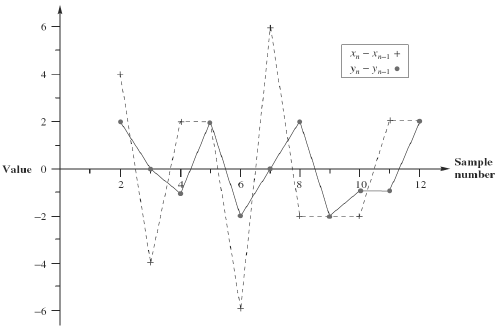 6
4
2
Value 0
-2
-4
-6
2 4 6 8 10 12
Sample
number
xₙ − xₙ₋₁ +
yₙ − yₙ₋₁ ●